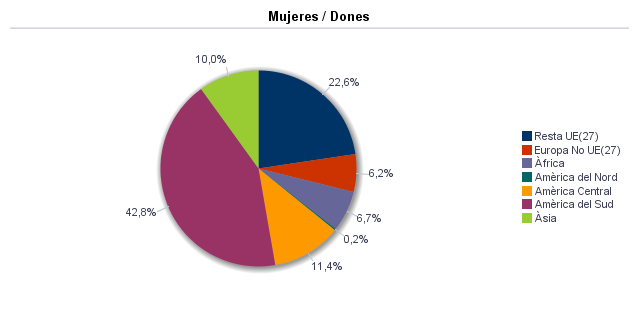 Mujeres / Dones
10,0%
22,6%
6,2%
6,7%
0,2%
11,4%
42,8%
Resta UE(27)
Europa No UE(27)
Àfrica
Amèrica del Nord
Amèrica Central
Amèrica del Sud
Àsia